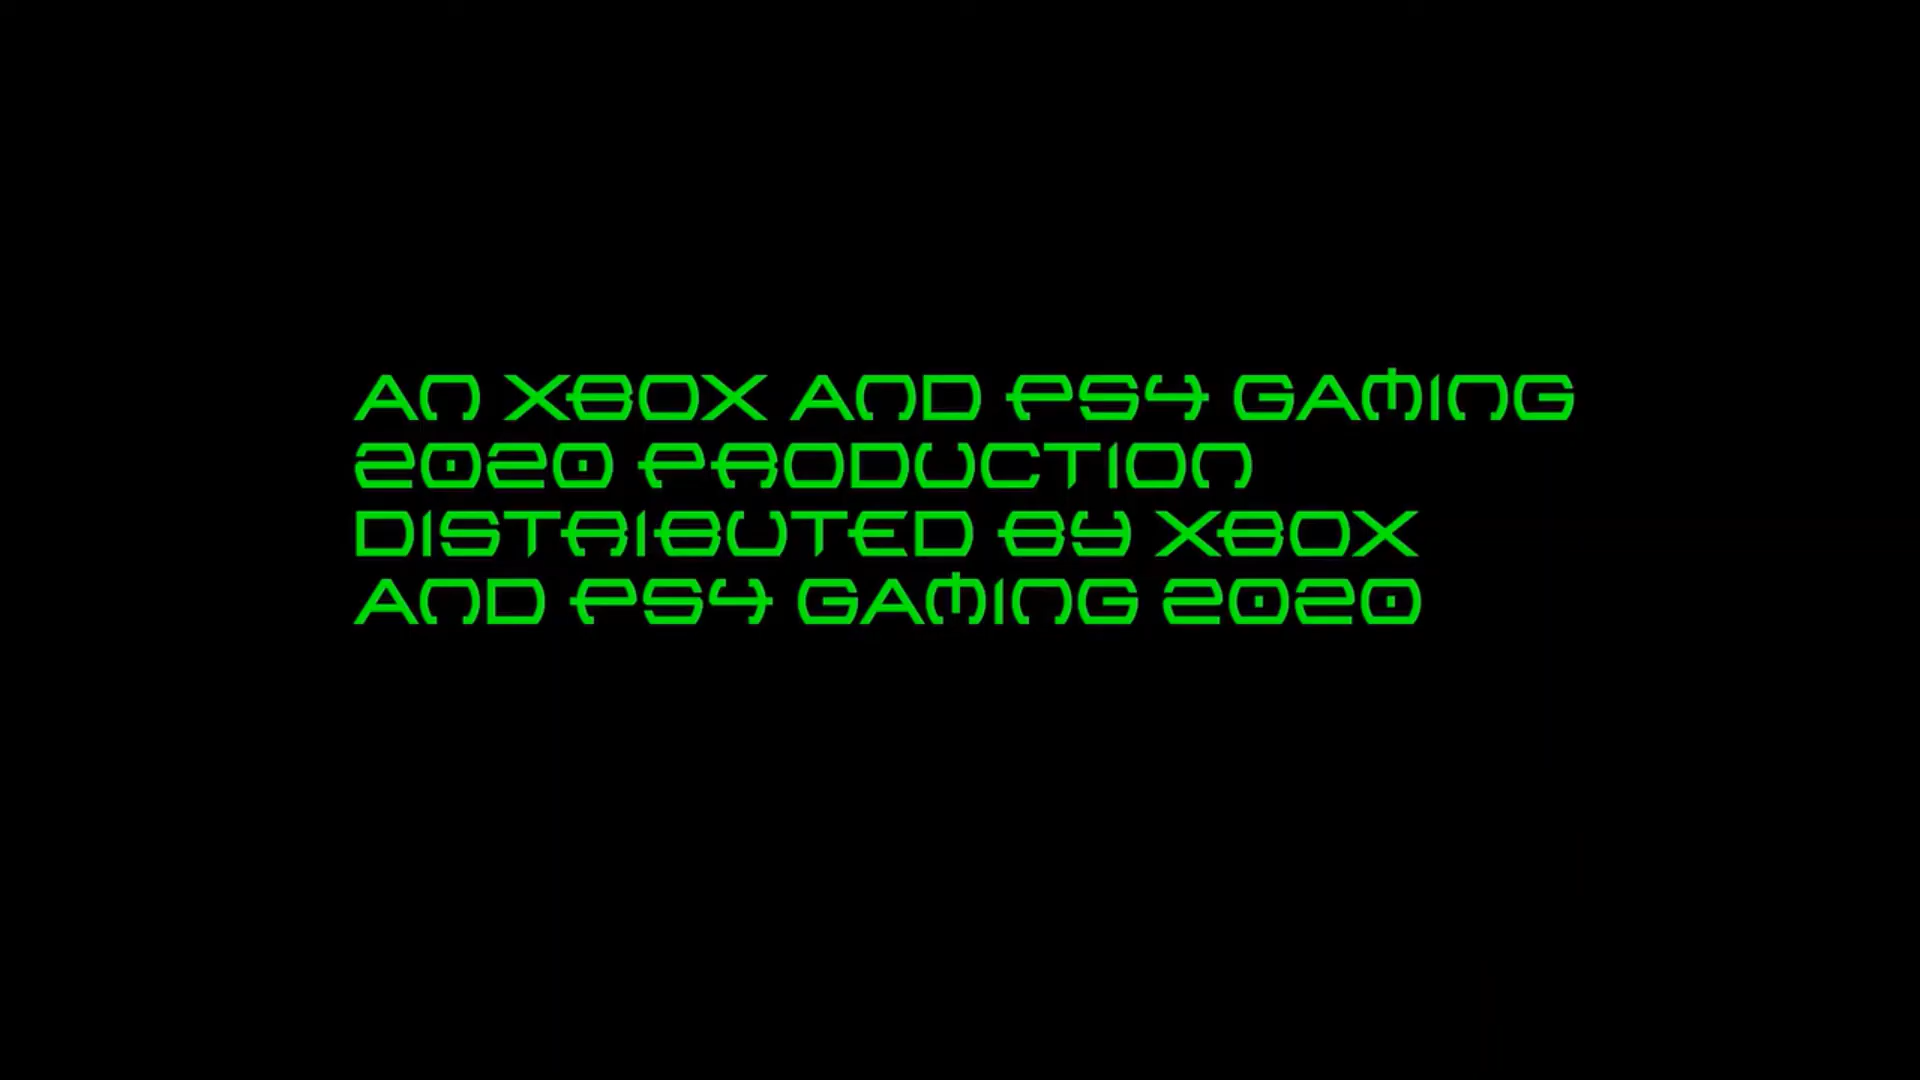 AN XBOX AND PS4 GAMING
2020 PRODUCTION
DISTRIBUTED BY XBOX
AND PS4 GAMING 2020